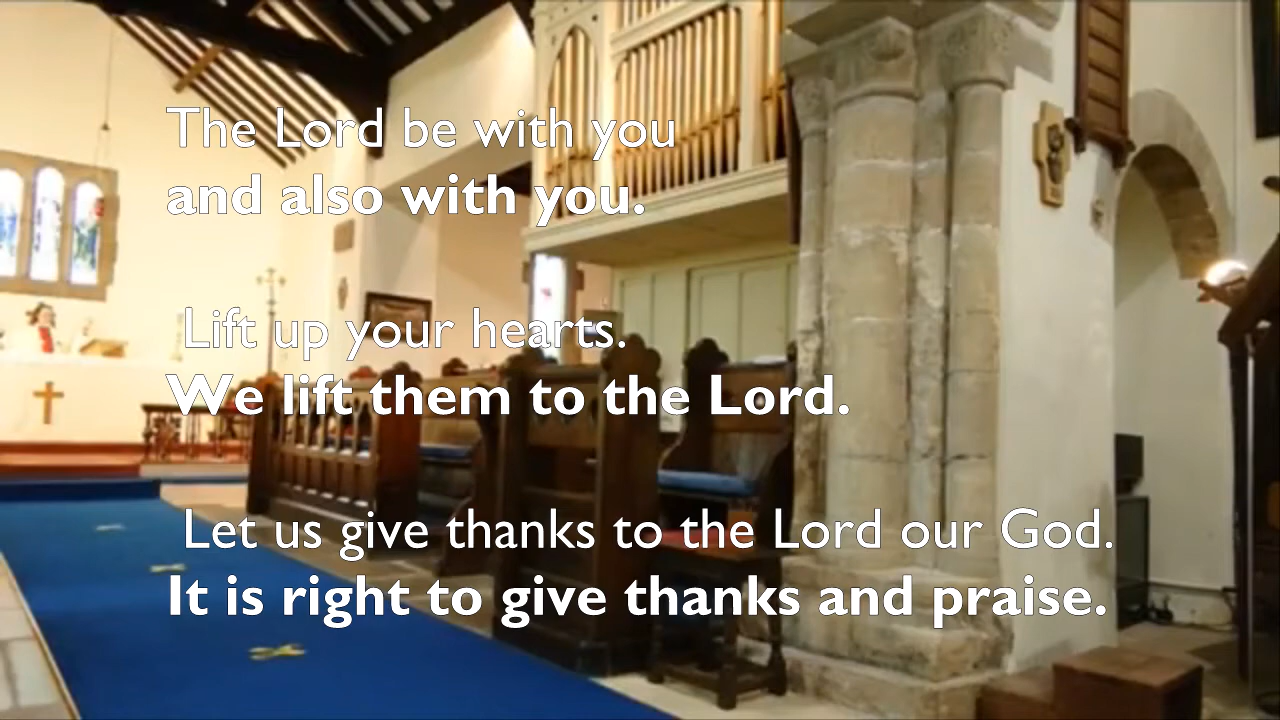 The Lord be with you
and also with you.
Lift up your hearts.
We lift them to the Lord.
Let us give thanks to the Lord our God.
It is right to give thanks and praise.